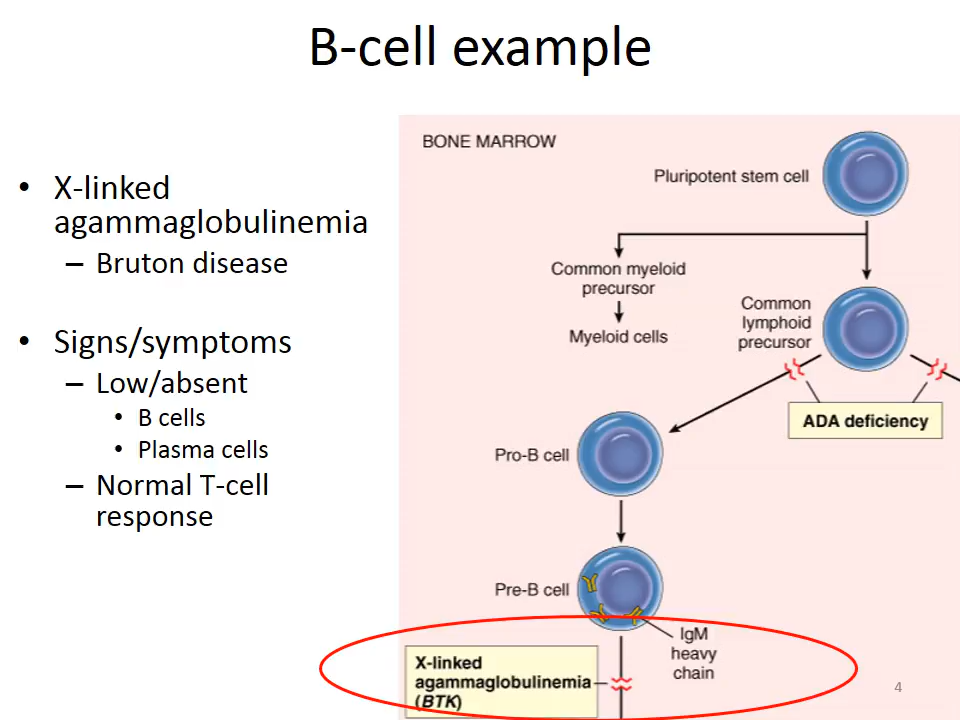 B-cell example
• X-linked
agammaglobulinemia
– Bruton disease
• Signs/symptoms
– Low/absent
• B cells
• Plasma cells
– Normal T-cell
response
BONE MARROW
Pluripotent stem cell
Common myeloid
precursor
Myeloid cells
Common
lymphoid
precursor
ADA deficiency
Pro-B cell
Pre-B cell
IgM
heavy
chain
X-linked
agammaglobulinemia
(BTK)
4